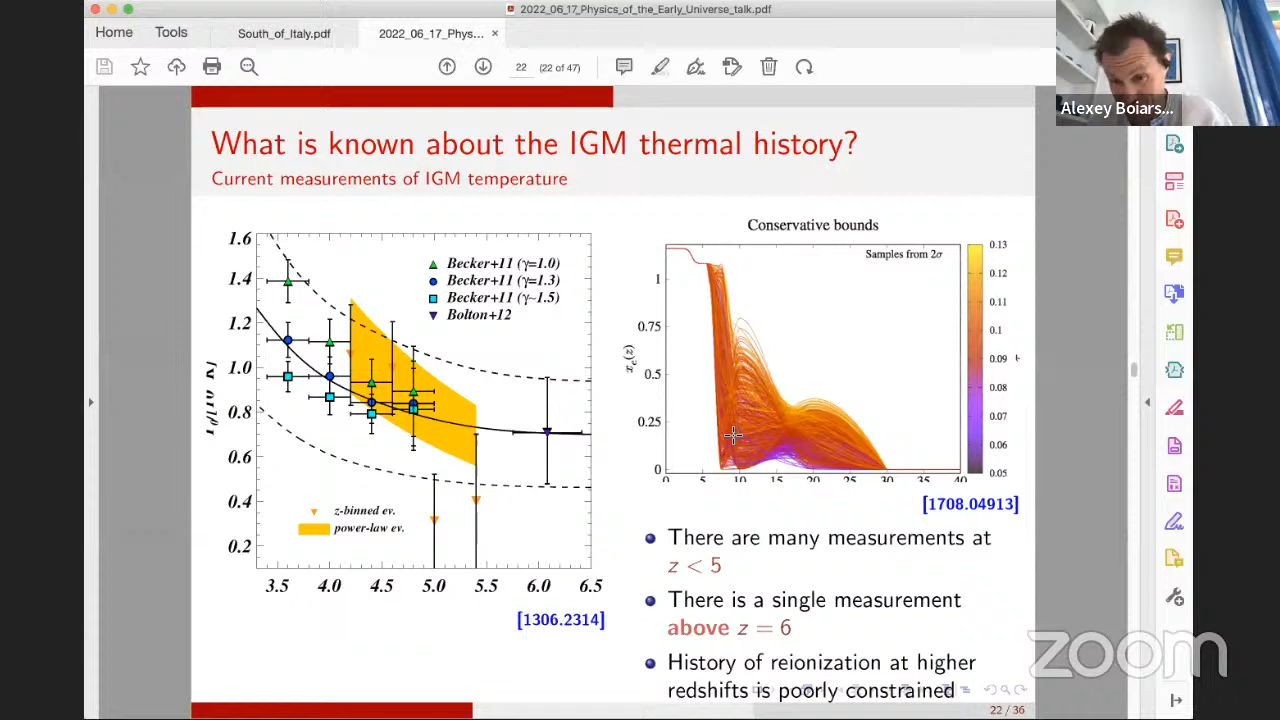 2022_06_17_Physics_of_the_Early_Universe_talk.pdf
Home
Tools
South_of_Italy.pdf
2022_06_17_Phys...
22
(22 of 47)
Alexey Boiars...
What is known about the IGM thermal history?
Current measurements of IGM temperature
1.6
1.4
1.2
1.0
0.8
0.6
0.4
0.2
Becker+11 (γ=1.0)
Becker+11 (γ=1.3)
Becker+11 (γ~1.5)
Bolton+12
z-binned ev.
power-law ev.
3.5 4.0 4.5 5.0 5.5 6.0 6.5
[1306.2314]
Conservative bounds
Samples from 2σ
xₑ(z)
1
0.75
0.5
0.25
0
0 5 10 15 20 25 30 35 40
0.13
0.12
0.11
0.1
0.09
0.08
0.07
0.06
0.05
[1708.04913]
There are many measurements at
z < 5
There is a single measurement
above z = 6
History of reionization at higher
redshifts is poorly constrained
22 / 36
zoom